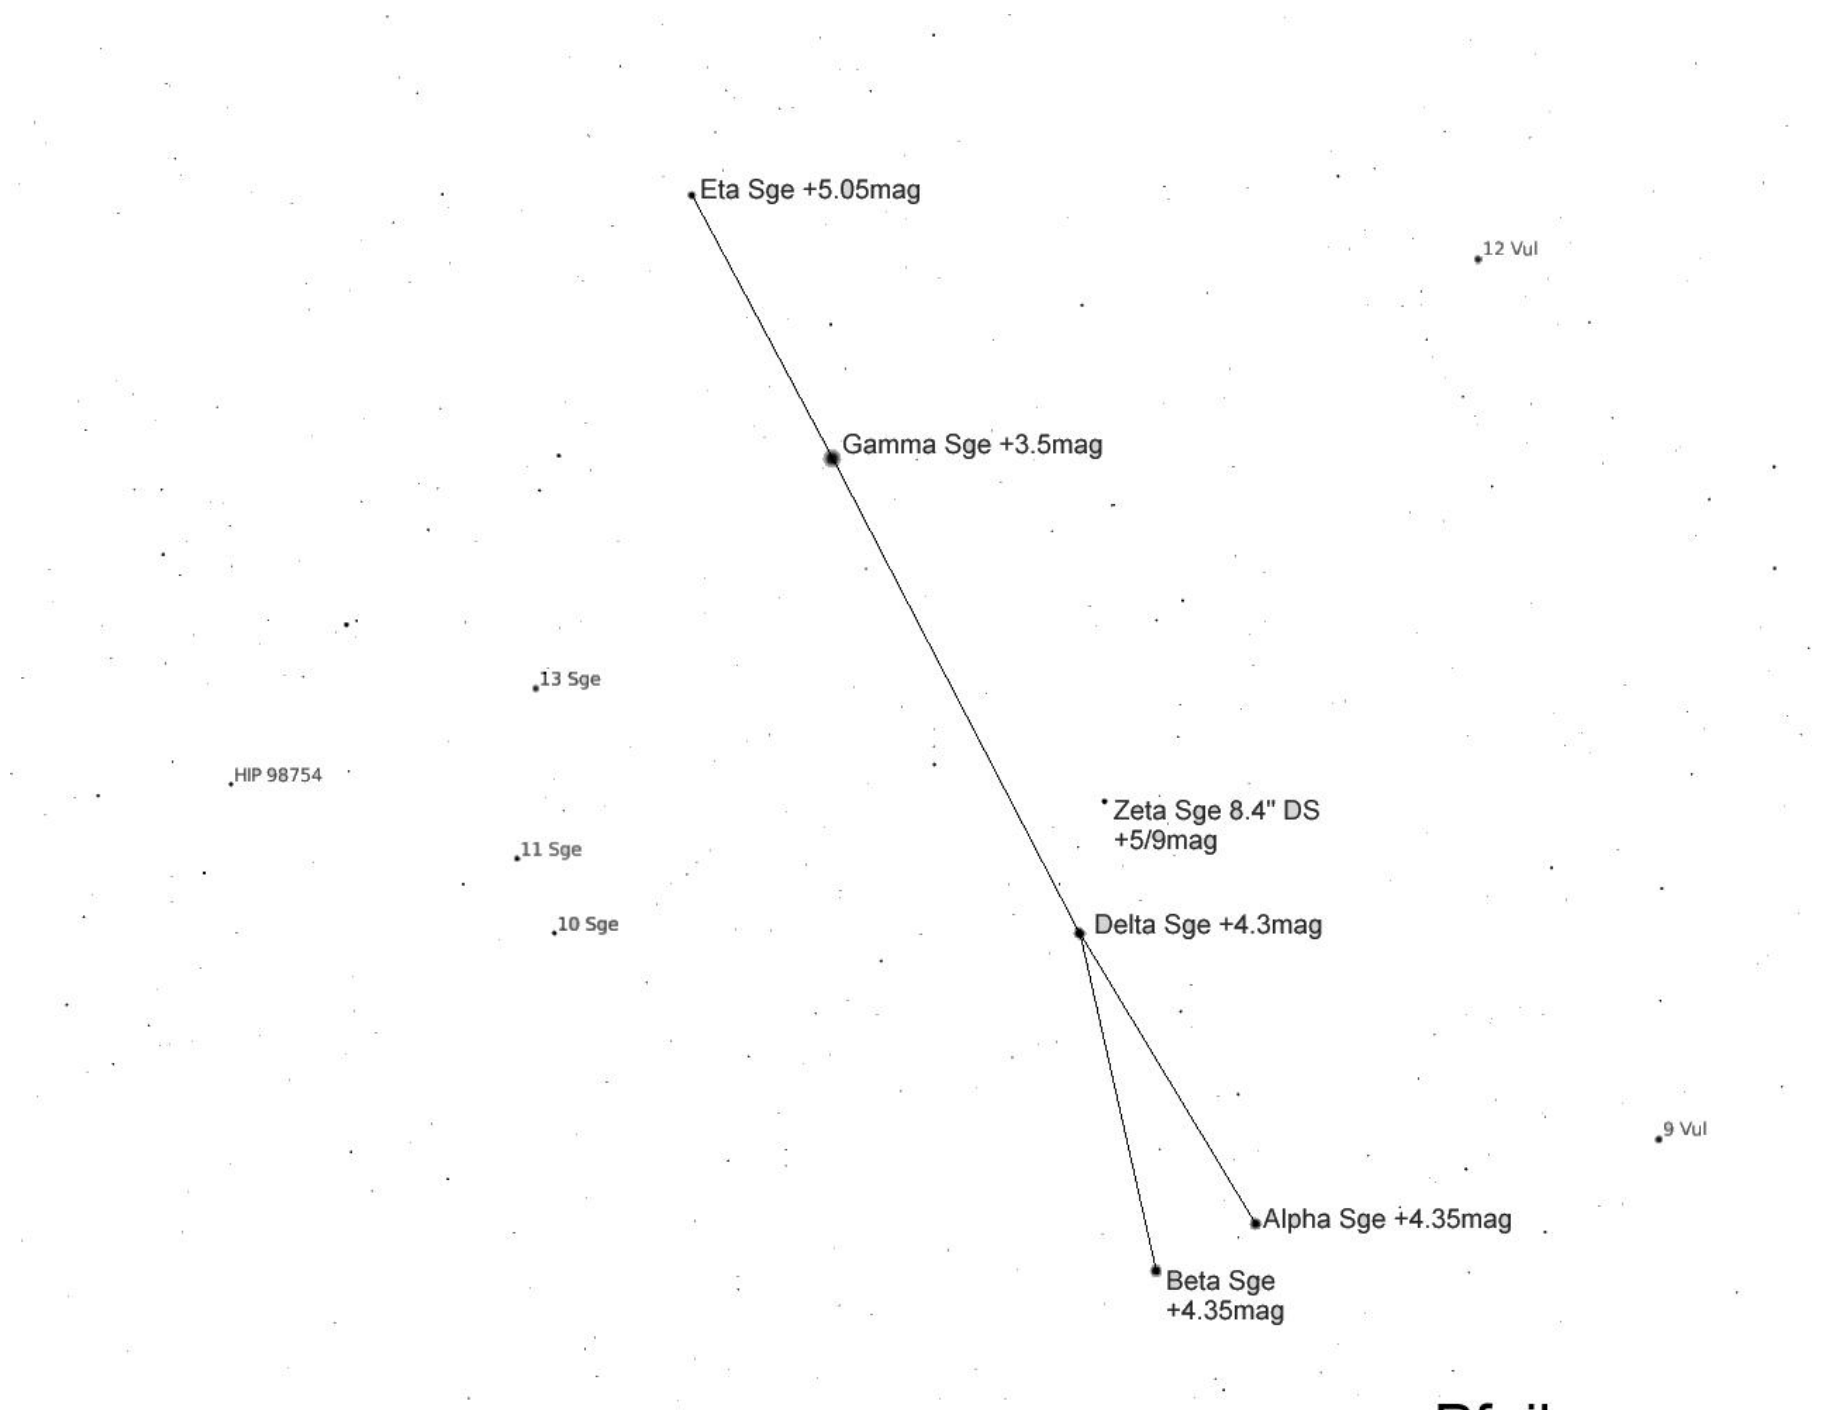 Eta Sge +5.05mag
12 Vul
Gamma Sge +3.5mag
13 Sge
HIP 98754
Zeta Sge 8.4" DS
+5/9mag
11 Sge
10 Sge
Delta Sge +4.3mag
9 Vul
Alpha Sge +4.35mag
Beta Sge
+4.35mag